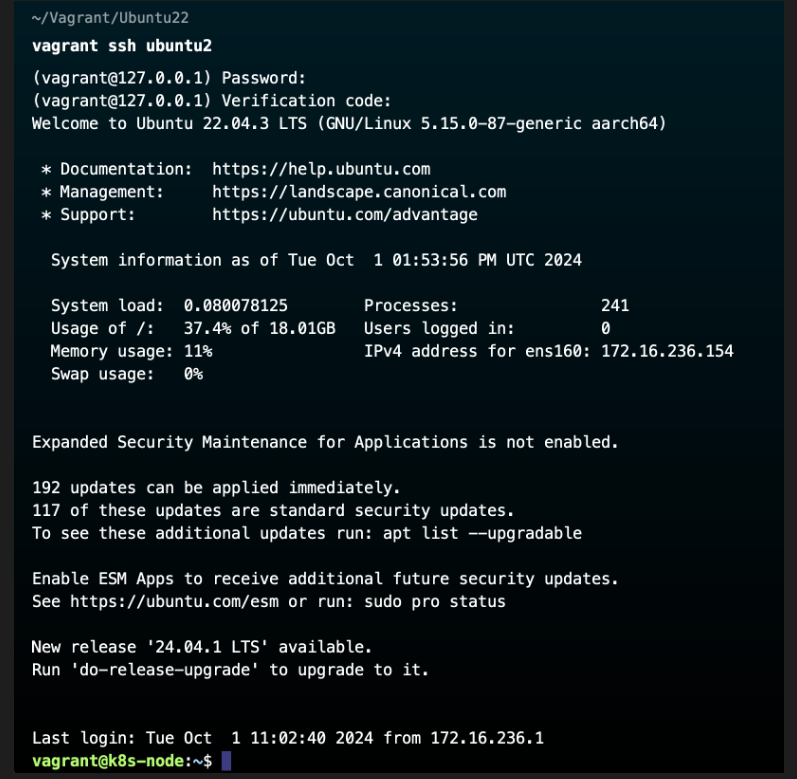 ~/Vagrant/Ubuntu22
vagrant ssh ubuntu2
(vagrant@127.0.0.1) Password:
(vagrant@127.0.0.1) Verification code:
Welcome to Ubuntu 22.04.3 LTS (GNU/Linux 5.15.0-87-generic aarch64)
* Documentation:  https://help.ubuntu.com
* Management:     https://landscape.canonical.com
* Support:        https://ubuntu.com/advantage
System information as of Tue Oct  1 01:53:56 PM UTC 2024
System load:  0.080078125        Processes:               241
Usage of /:   37.4% of 18.01GB   Users logged in:         0
Memory usage: 11%                IPv4 address for ens160: 172.16.236.154
Swap usage:   0%
Expanded Security Maintenance for Applications is not enabled.
192 updates can be applied immediately.
117 of these updates are standard security updates.
To see these additional updates run: apt list --upgradable
Enable ESM Apps to receive additional future security updates.
See https://ubuntu.com/esm or run: sudo pro status
New release '24.04.1 LTS' available.
Run 'do-release-upgrade' to upgrade to it.
Last login: Tue Oct  1 11:02:40 2024 from 172.16.236.1
vagrant@k8s-node:~$